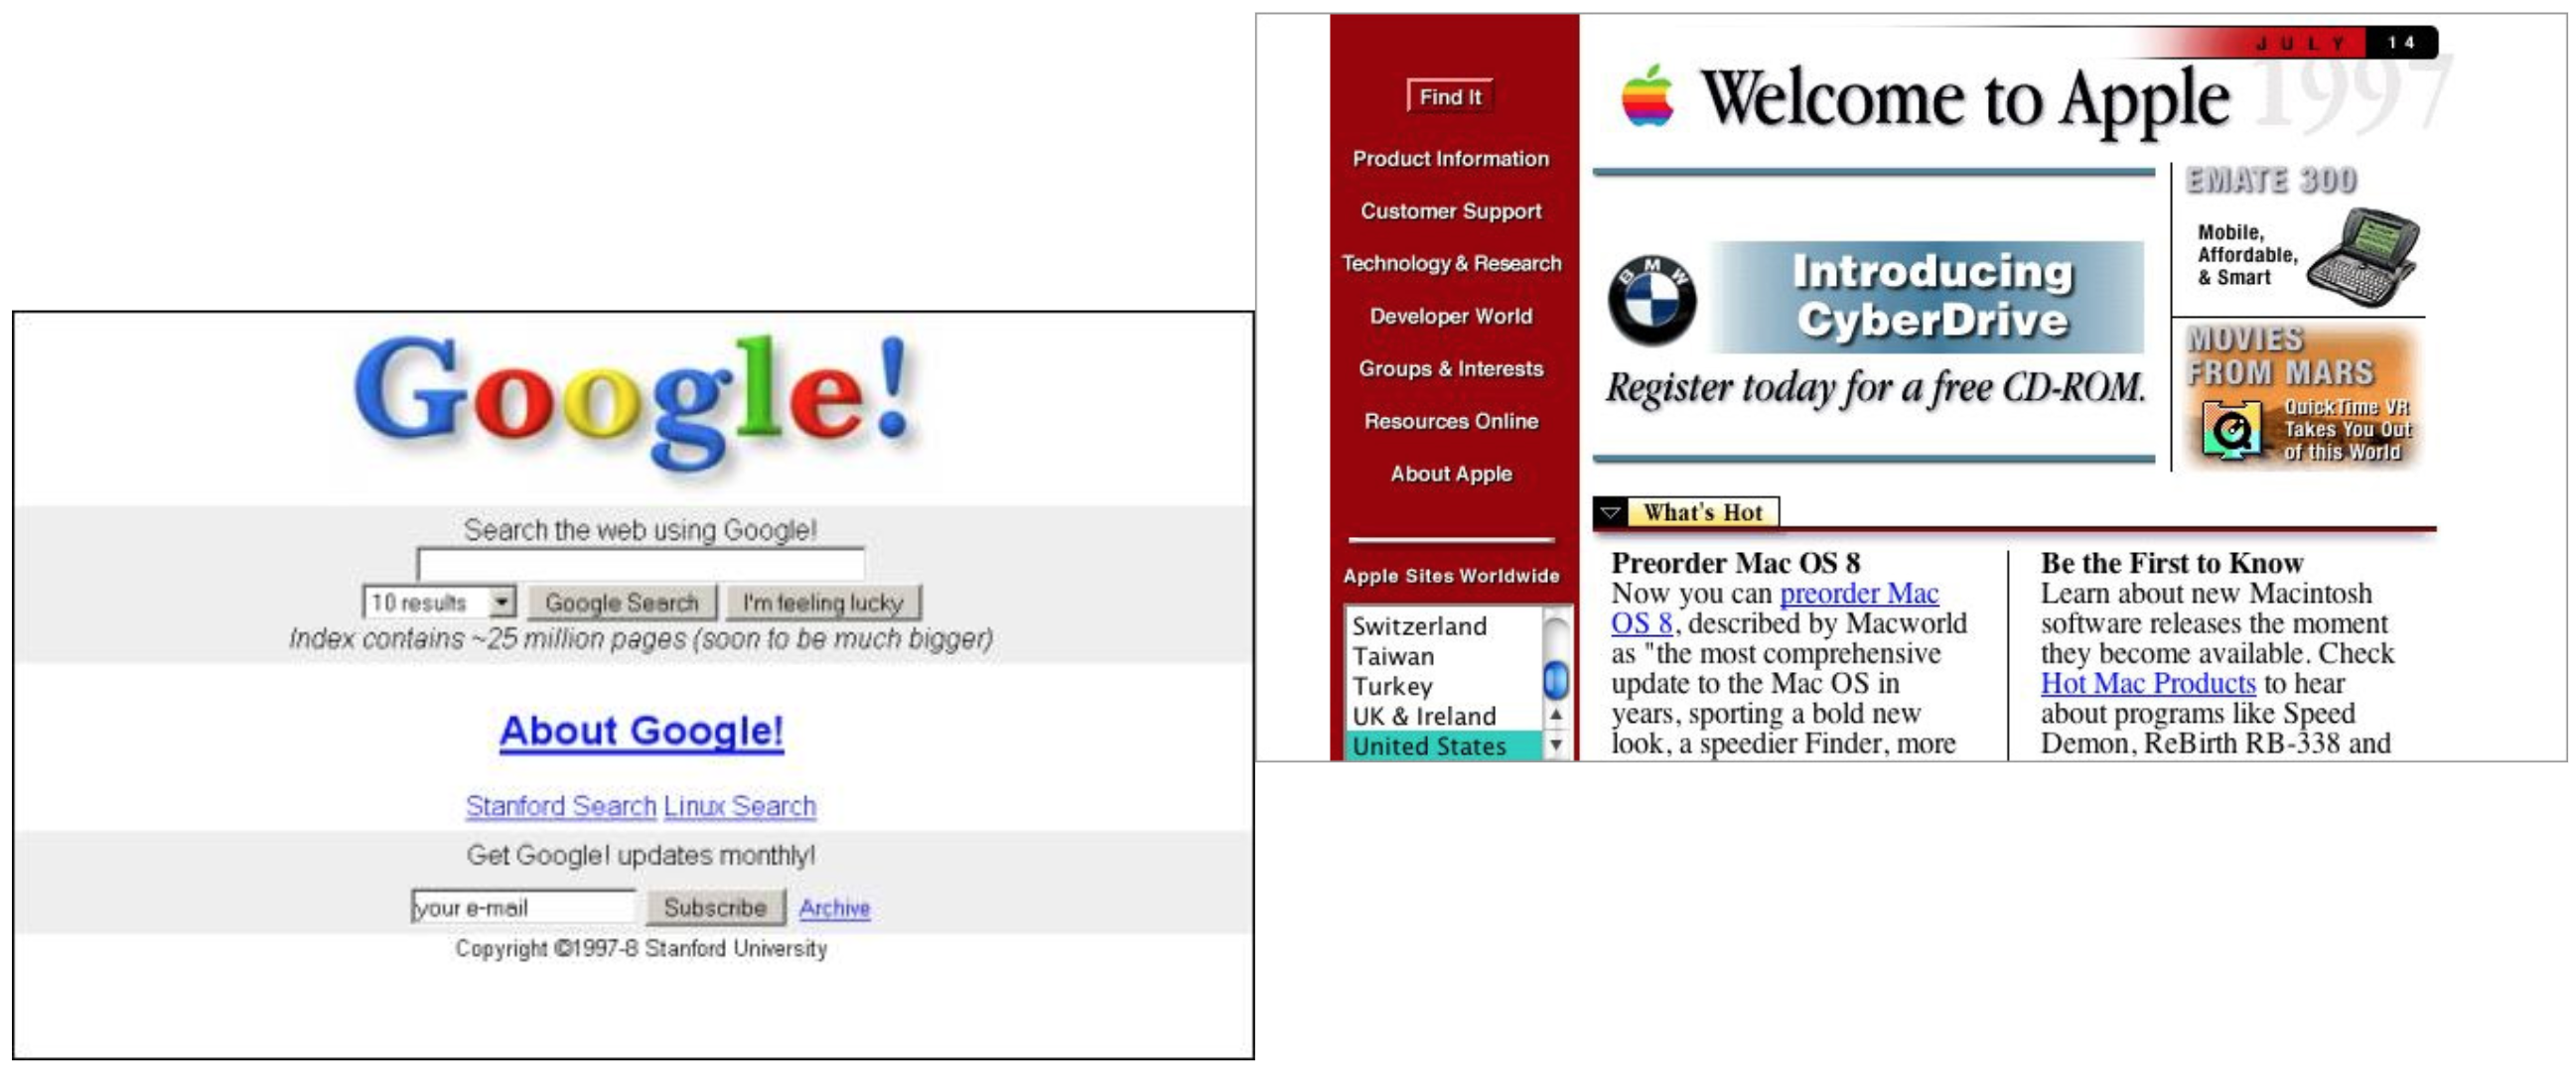 Google!
Search the web using Google!
10 results Google Search I'm feeling lucky
Index contains ~25 million pages (soon to be much bigger)
About Google!
Stanford Search Linux Search
Get Google! updates monthly!
your e-mail Subscribe Archive
Copyright ©1997-8 Stanford University
JULY 14
Welcome to Apple 1997
Find It
Product Information
Customer Support
Technology & Research
Developer World
Groups & Interests
Resources Online
About Apple
Apple Sites Worldwide
Switzerland
Taiwan
Turkey
UK & Ireland
United States
BMW
Introducing
CyberDrive
Register today for a free CD-ROM.
EMATE 300
Mobile,
Affordable,
& Smart
MOVIES
FROM MARS
QuickTime VR
Takes You Out
of this World
What's Hot
Preorder Mac OS 8
Now you can preorder Mac
OS 8, described by Macworld
as "the most comprehensive
update to the Mac OS in
years, sporting a bold new
look, a speedier Finder, more
Be the First to Know
Learn about new Macintosh
software releases the moment
they become available. Check
Hot Mac Products to hear
about programs like Speed
Demon, ReBirth RB-338 and